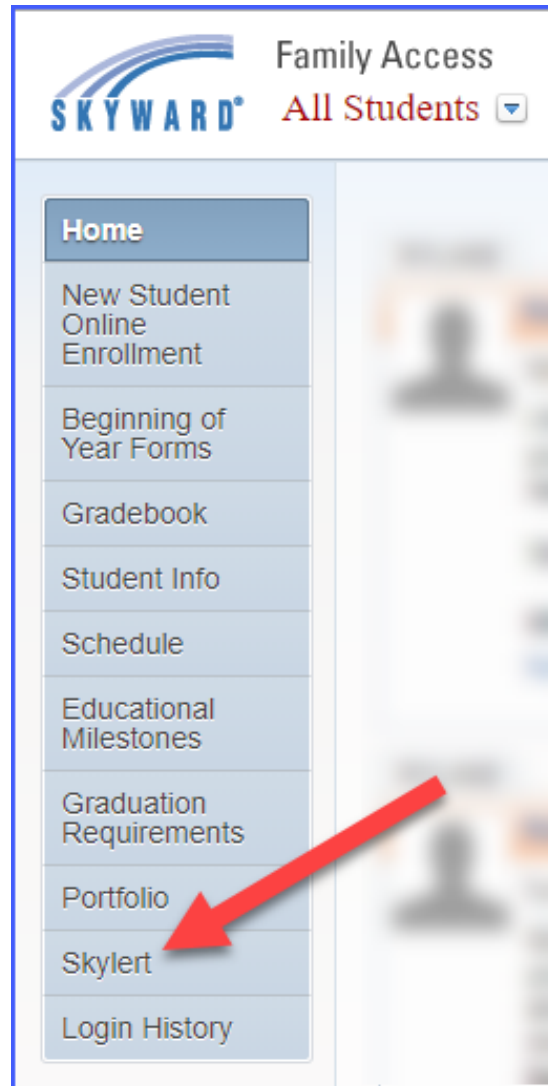 Family Access
SKYWARD®
All Students
Home
New Student
Online
Enrollment
Beginning of
Year Forms
Gradebook
Student Info
Schedule
Educational
Milestones
Graduation
Requirements
Portfolio
Skylert
Login History